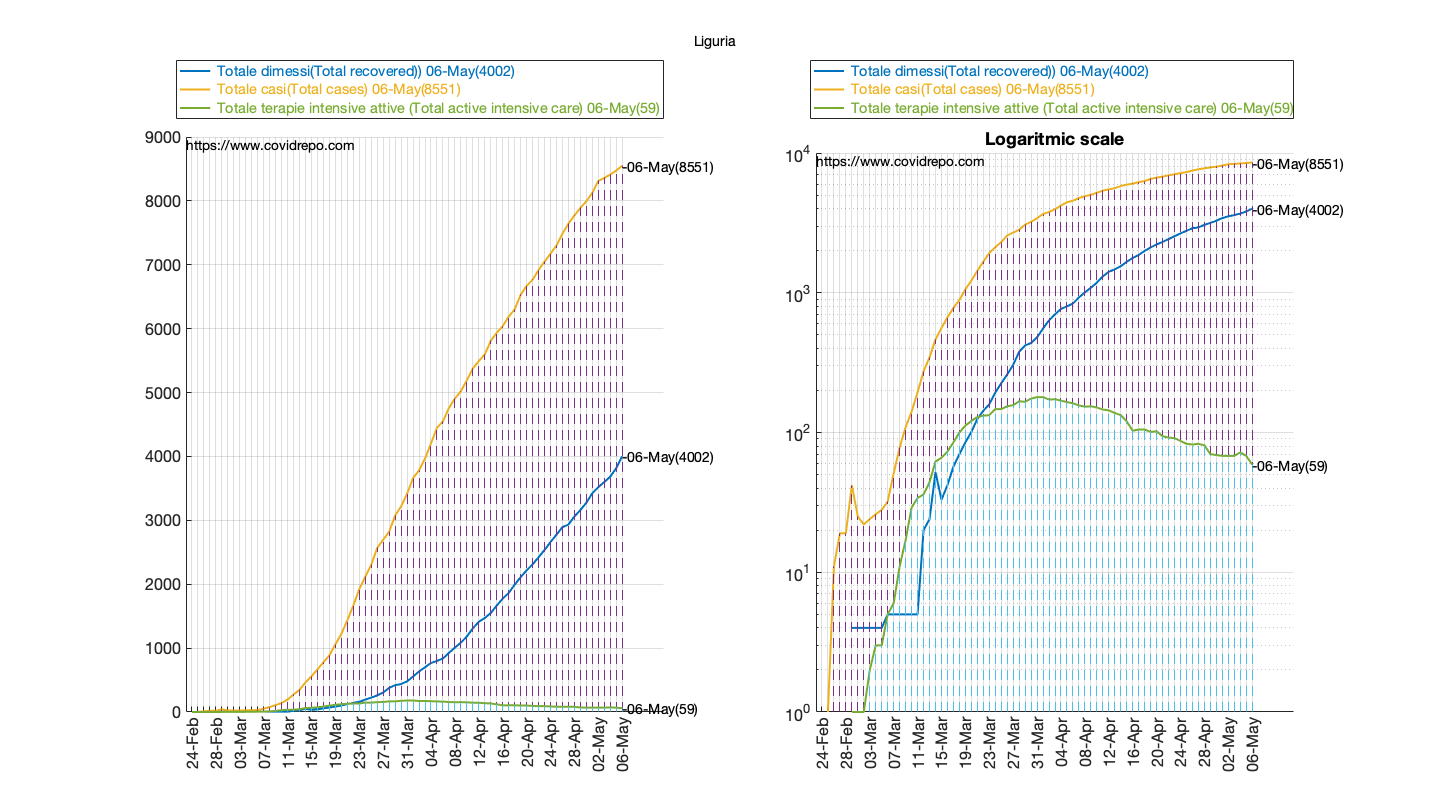 Liguria
Totale dimessi(Total recovered)) 06-May(4002)
Totale casi(Total cases) 06-May(8551)
Totale terapie intensive attive (Total active intensive care) 06-May(59)
https://www.covidrepo.com
9000
8000
7000
6000
5000
4000
3000
2000
1000
0
06-May(8551)
06-May(4002)
06-May(59)
24-Feb
28-Feb
03-Mar
07-Mar
11-Mar
15-Mar
19-Mar
23-Mar
27-Mar
31-Mar
04-Apr
08-Apr
12-Apr
16-Apr
20-Apr
24-Apr
28-Apr
02-May
06-May
Totale dimessi(Total recovered)) 06-May(4002)
Totale casi(Total cases) 06-May(8551)
Totale terapie intensive attive (Total active intensive care) 06-May(59)
Logaritmic scale
https://www.covidrepo.com
10^4
10^3
10^2
10^1
10^0
06-May(8551)
06-May(4002)
06-May(59)
24-Feb
28-Feb
03-Mar
07-Mar
11-Mar
15-Mar
19-Mar
23-Mar
27-Mar
31-Mar
04-Apr
08-Apr
12-Apr
16-Apr
20-Apr
24-Apr
28-Apr
02-May
06-May